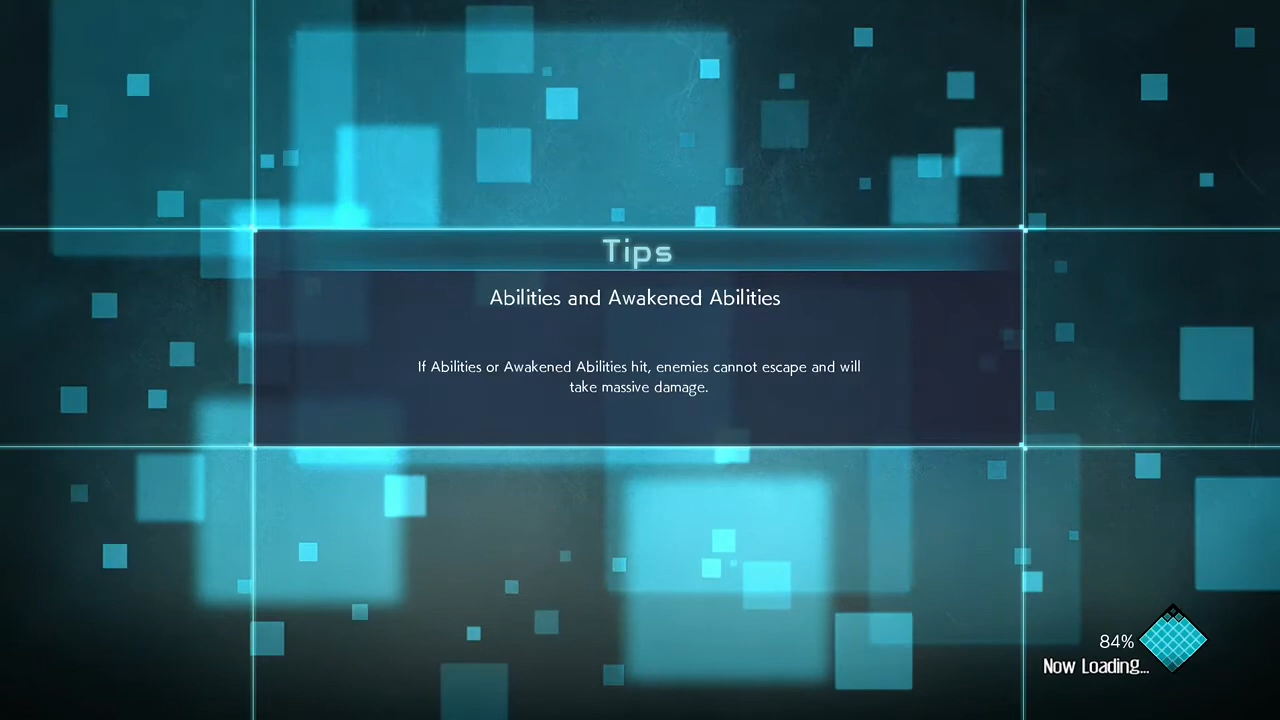 Tips
Abilities and Awakened Abilities
If Abilities or Awakened Abilities hit, enemies cannot escape and will
take massive damage.
84%
Now Loading...